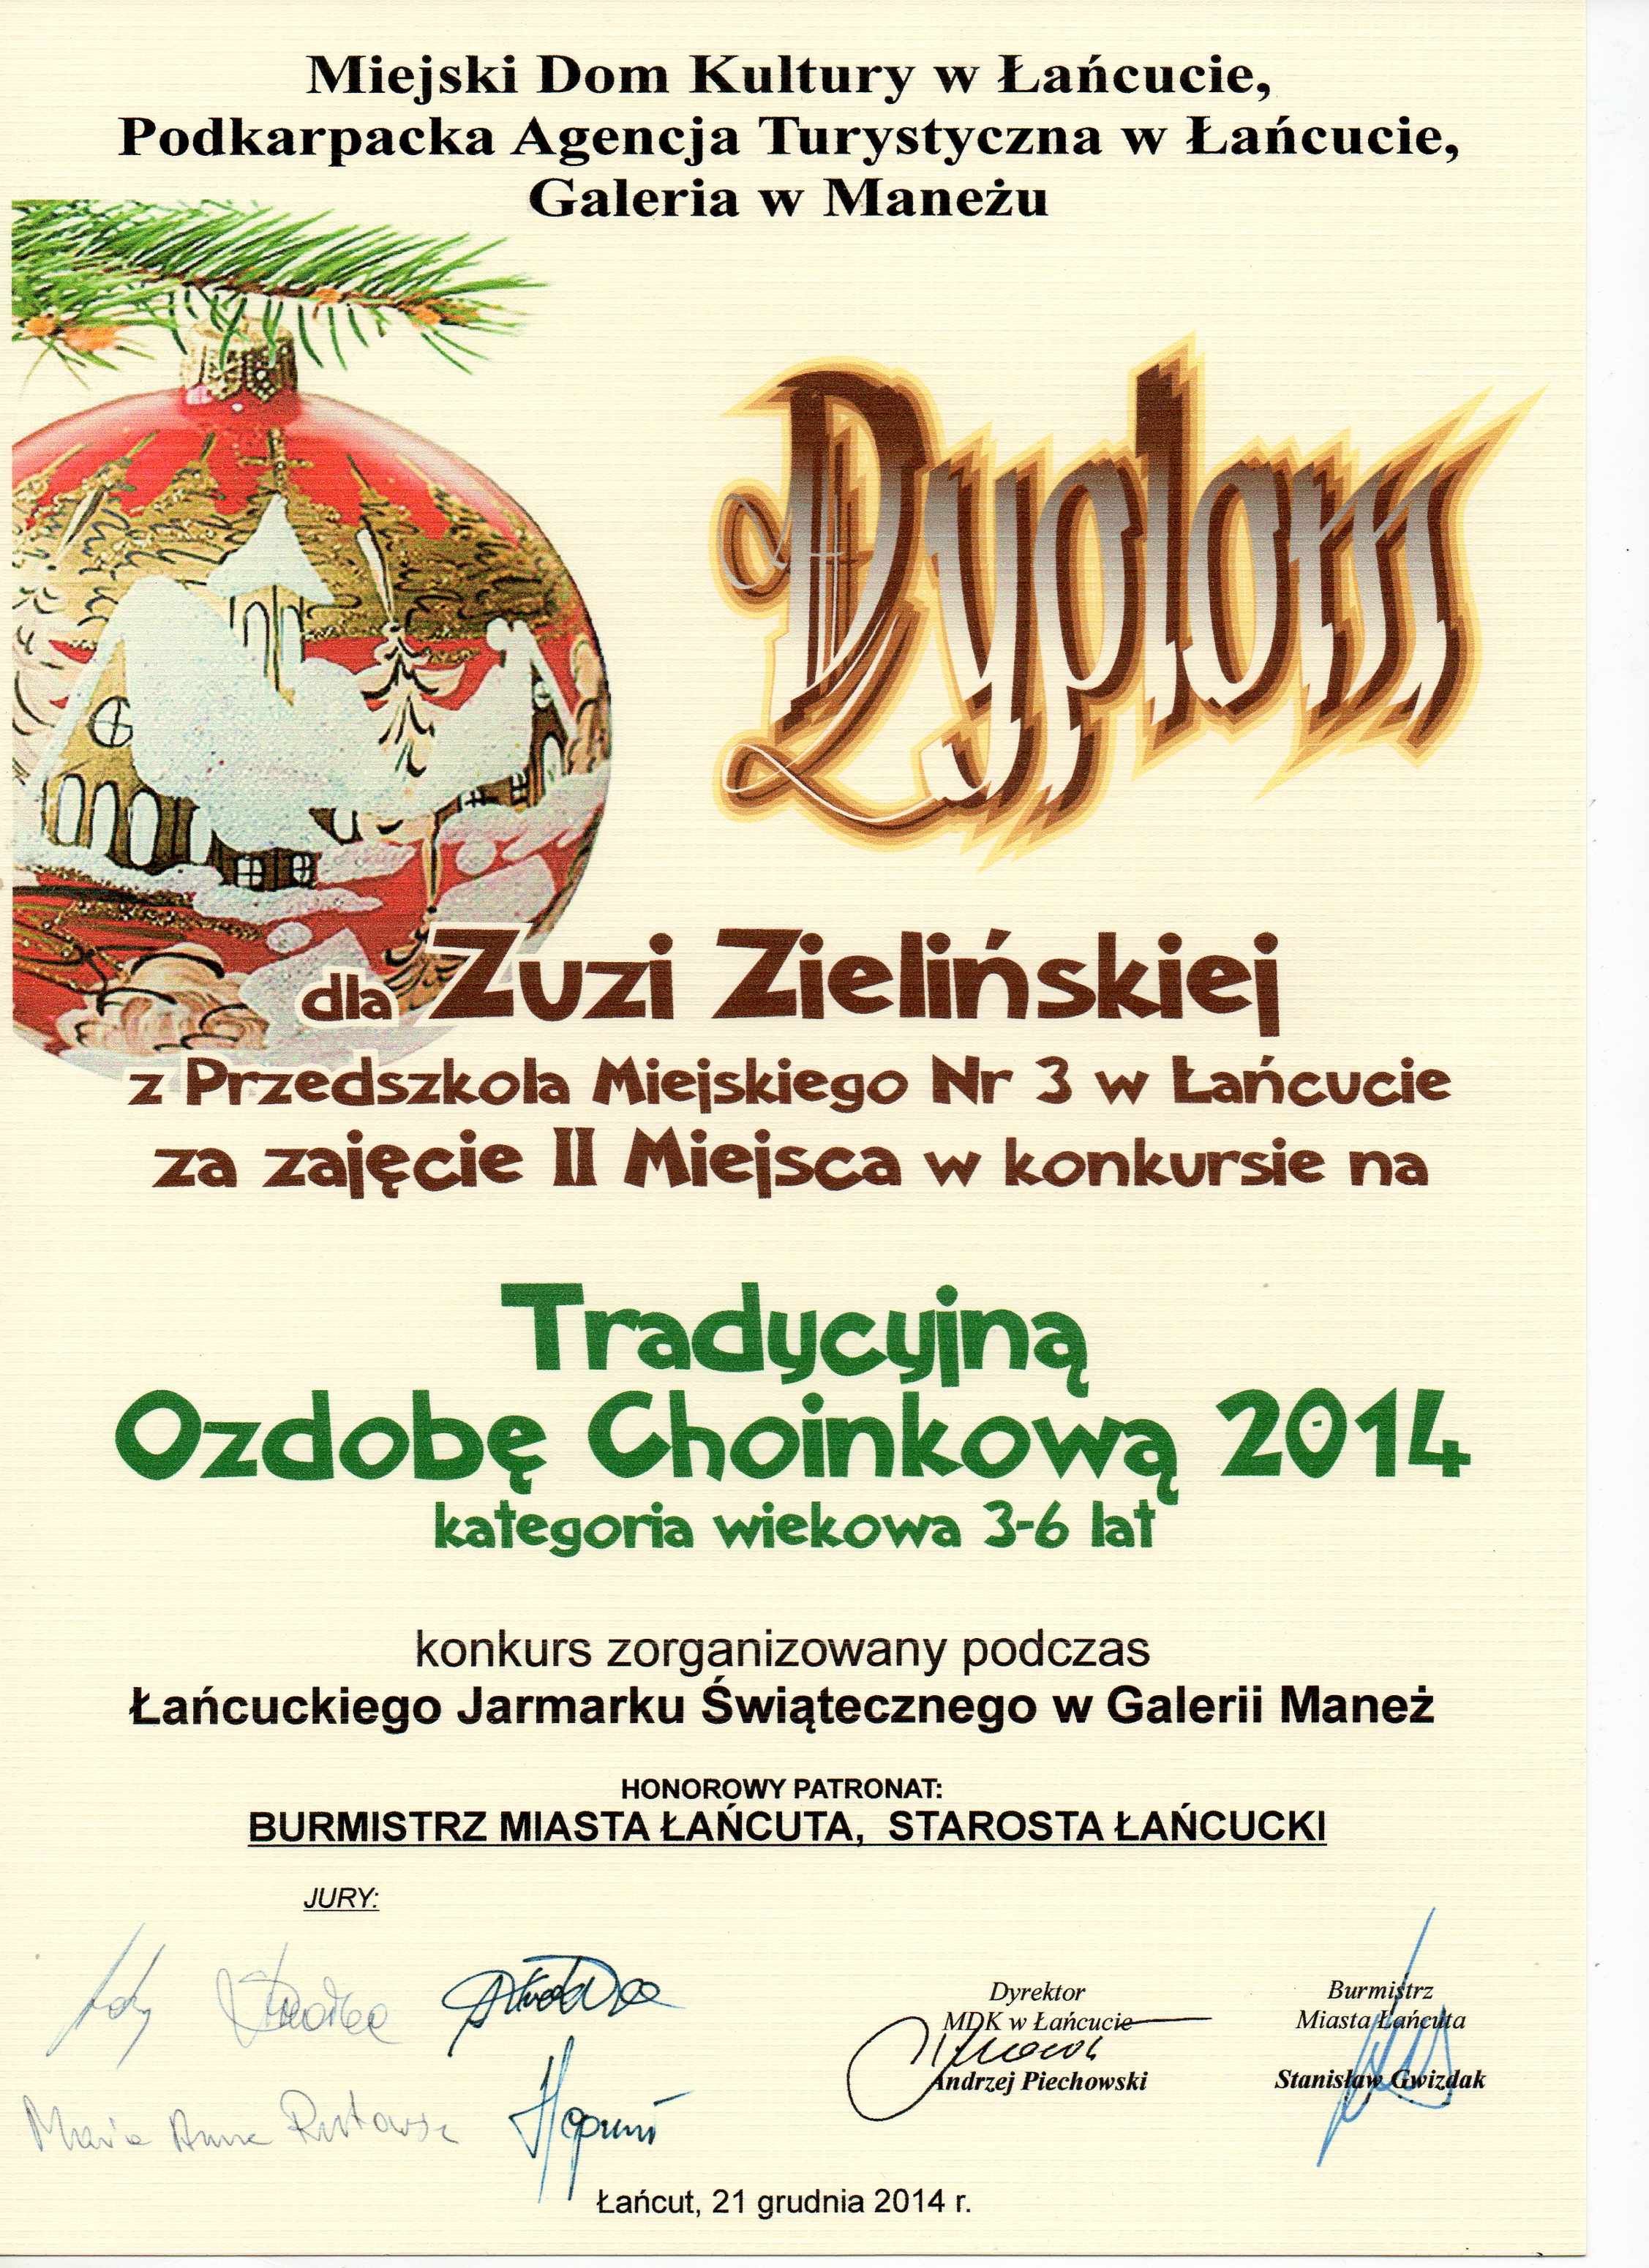 Miejski Dom Kultury w Łańcucie,
Podkarpacka Agencja Turystyczna w Łańcucie,
Galeria w Maneżu
Dyplom
dla Zuzi Zielińskiej
z Przedszkola Miejskiego Nr 3 w Łańcucie
za zajęcie II Miejsca w konkursie na
Tradycyjną
Ozdobę Choinkową 2014
kategoria wiekowa 3-6 lat
konkurs zorganizowany podczas
Łańcuckiego Jarmarku Świątecznego w Galerii Maneż
HONOROWY PATRONAT:
BURMISTRZ MIASTA ŁAŃCUTA, STAROSTA ŁAŃCUCKI
JURY:
Maria Anna
Dyrektor
MDK w Łańcucie
Andrzej Piechowski
Burmistrz
Miasta Łańcuta
Stanisław Gwizdak
Łańcut, 21 grudnia 2014 r.